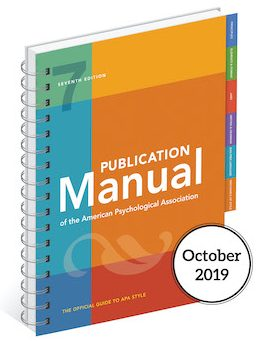 7
SEVENTH EDITION
PUBLICATION
Manual
of the American Psychological Association
THE OFFICIAL GUIDE TO APA STYLE
October
2019